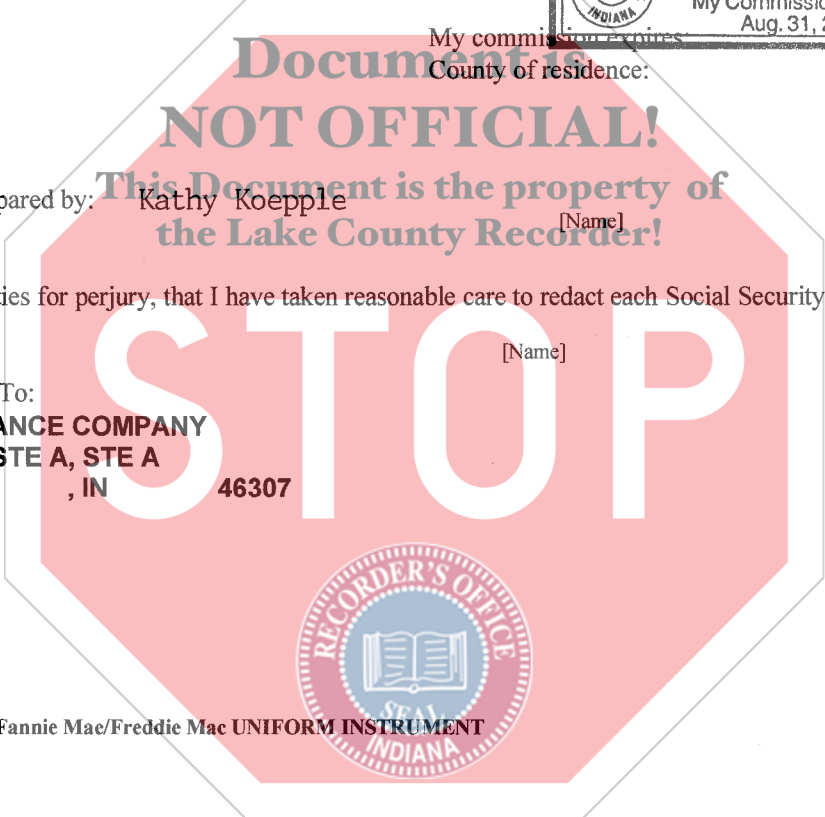 INDIANA
My Commissio
Aug. 31, 2
My commission expires:
County of residence:
Document is
NOT OFFICIAL!
This Document is the property of
the Lake County Recorder!
pared by: Kathy Koepple
[Name]
ties for perjury, that I have taken reasonable care to redact each Social Security
[Name]
STOP
To:
ANCE COMPANY
STE A, STE A
, IN 46307
RECORDER'S OFFICE
SEAL
INDIANA
Fannie Mae/Freddie Mac UNIFORM INSTRUMENT